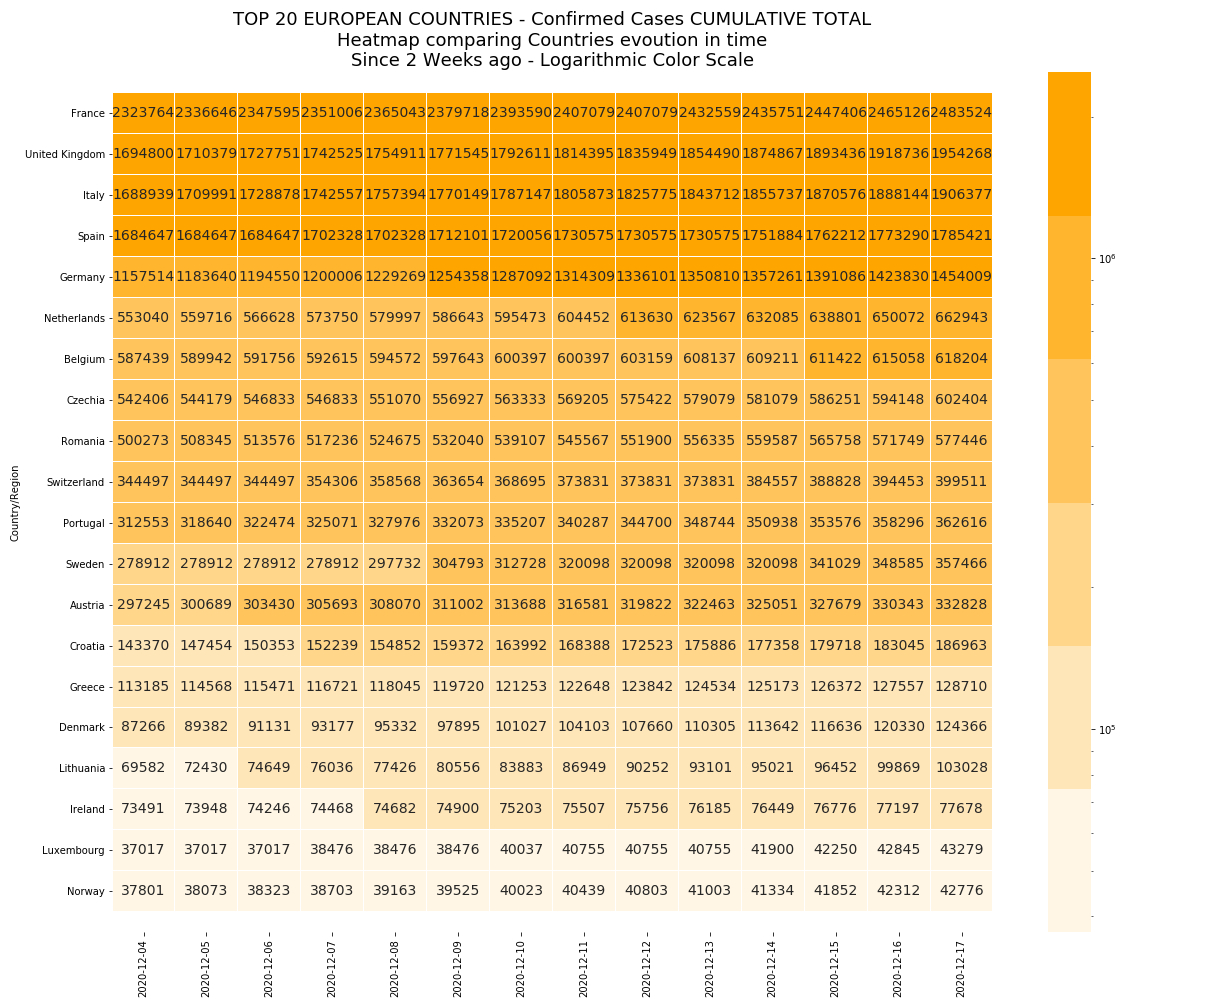 TOP 20 EUROPEAN COUNTRIES - Confirmed Cases CUMULATIVE TOTAL
Heatmap comparing Countries evoution in time
Since 2 Weeks ago - Logarithmic Color Scale
Country/Region
France 2323764 2336646 2347595 2351006 2365043 2379718 2393590 2407079 2407079 2432559 2435751 2447406 2465126 2483524
United Kingdom 1694800 1710379 1727751 1742525 1754911 1771545 1792611 1814395 1835949 1854490 1874867 1893436 1918736 1954268
Italy 1688939 1709991 1728878 1742557 1757394 1770149 1787147 1805873 1825775 1843712 1855737 1870576 1888144 1906377
Spain 1684647 1684647 1684647 1702328 1702328 1712101 1720056 1730575 1730575 1730575 1751884 1762212 1773290 1785421
Germany 1157514 1183640 1194550 1200006 1229269 1254358 1287092 1314309 1336101 1350810 1357261 1391086 1423830 1454009
Netherlands 553040 559716 566628 573750 579997 586643 595473 604452 613630 623567 632085 638801 650072 662943
Belgium 587439 589942 591756 592615 594572 597643 600397 600397 603159 608137 609211 611422 615058 618204
Czechia 542406 544179 546833 546833 551070 556927 563333 569205 575422 579079 581079 586251 594148 602404
Romania 500273 508345 513576 517236 524675 532040 539107 545567 551900 556335 559587 565758 571749 577446
Switzerland 344497 344497 344497 354306 358568 363654 368695 373831 373831 373831 384557 388828 394453 399511
Portugal 312553 318640 322474 325071 327976 332073 335207 340287 344700 348744 350938 353576 358296 362616
Sweden 278912 278912 278912 278912 297732 304793 312728 320098 320098 320098 320098 341029 348585 357466
Austria 297245 300689 303430 305693 308070 311002 313688 316581 319822 322463 325051 327679 330343 332828
Croatia 143370 147454 150353 152239 154852 159372 163992 168388 172523 175886 177358 179718 183045 186963
Greece 113185 114568 115471 116721 118045 119720 121253 122648 123842 124534 125173 126372 127557 128710
Denmark 87266 89382 91131 93177 95332 97895 101027 104103 107660 110305 113642 116636 120330 124366
Lithuania 69582 72430 74649 76036 77426 80556 83883 86949 90252 93101 95021 96452 99869 103028
Ireland 73491 73948 74246 74468 74682 74900 75203 75507 75756 76185 76449 76776 77197 77678
Luxembourg 37017 37017 37017 38476 38476 38476 40037 40755 40755 40755 41900 42250 42845 43279
Norway 37801 38073 38323 38703 39163 39525 40023 40439 40803 41003 41334 41852 42312 42776
2020-12-04 2020-12-05 2020-12-06 2020-12-07 2020-12-08 2020-12-09 2020-12-10 2020-12-11 2020-12-12 2020-12-13 2020-12-14 2020-12-15 2020-12-16 2020-12-17
10⁶
10⁵